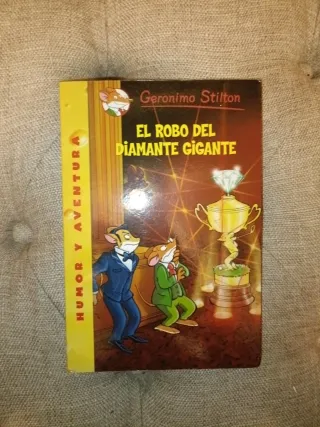 Geronimo Stilton
EL ROBO DEL
DIAMANTE GIGANTE
HUMOR Y AVENTURA